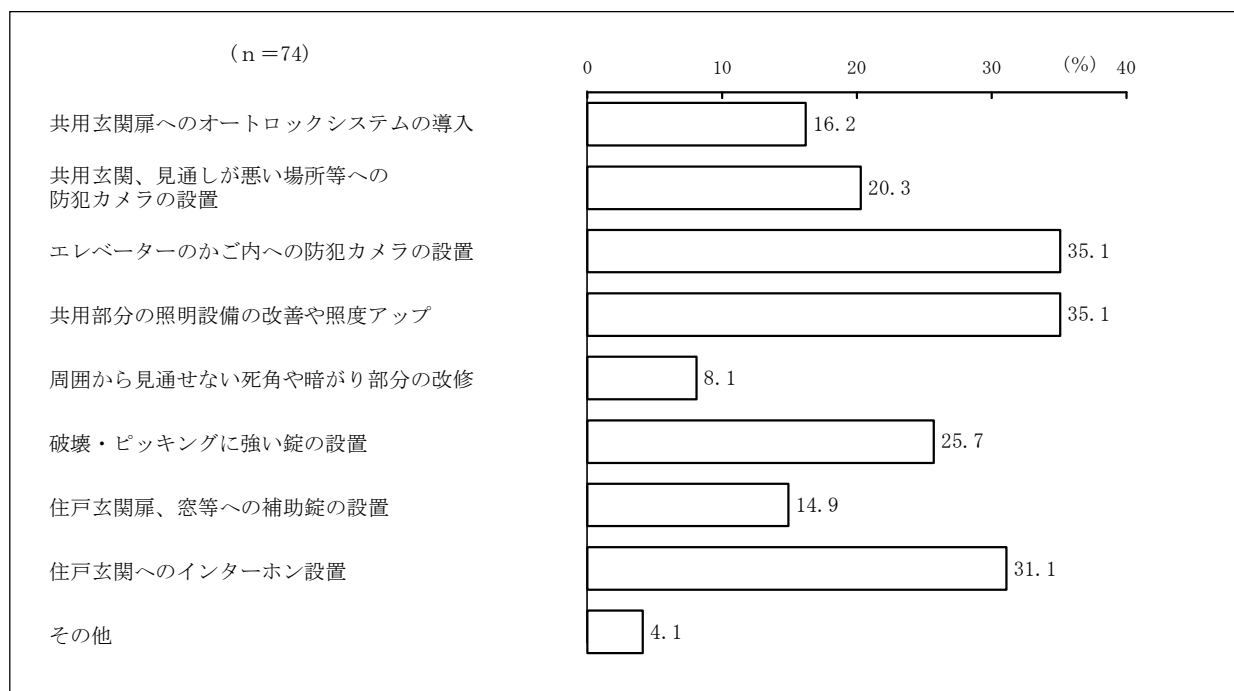 (n=74)
0 10 20 30 (%) 40
共用玄関扉へのオートロックシステムの導入 16.2
共用玄関、見通しが悪い場所等への
防犯カメラの設置 20.3
エレベーターのかご内への防犯カメラの設置 35.1
共用部分の照明設備の改善や照度アップ 35.1
周囲から見通せない死角や暗がり部分の改修 8.1
破壊・ピッキングに強い錠の設置 25.7
住戸玄関扉、窓等への補助錠の設置 14.9
住戸玄関へのインターホン設置 31.1
その他 4.1